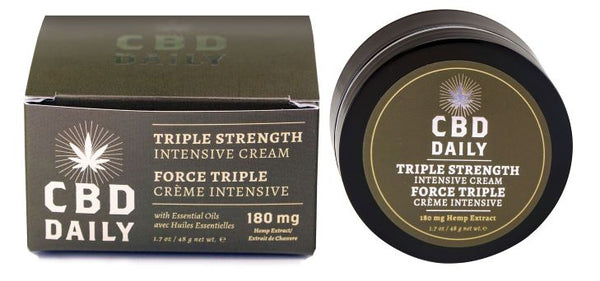 CBD
DAILY
CBD
DAILY
TRIPLE STRENGTH
INTENSIVE CREAM
FORCE TRIPLE
CRÈME INTENSIVE
with Essential Oils
avec Huiles Essentielles
1.7 oz / 48 g net wt. ℮
180 mg
Hemp Extract/
Extrait de Chanvre
CBD
DAILY
TRIPLE STRENGTH
INTENSIVE CREAM
FORCE TRIPLE
CRÈME INTENSIVE
180 mg Hemp Extract
1.7 oz / 48 g net wt. ℮